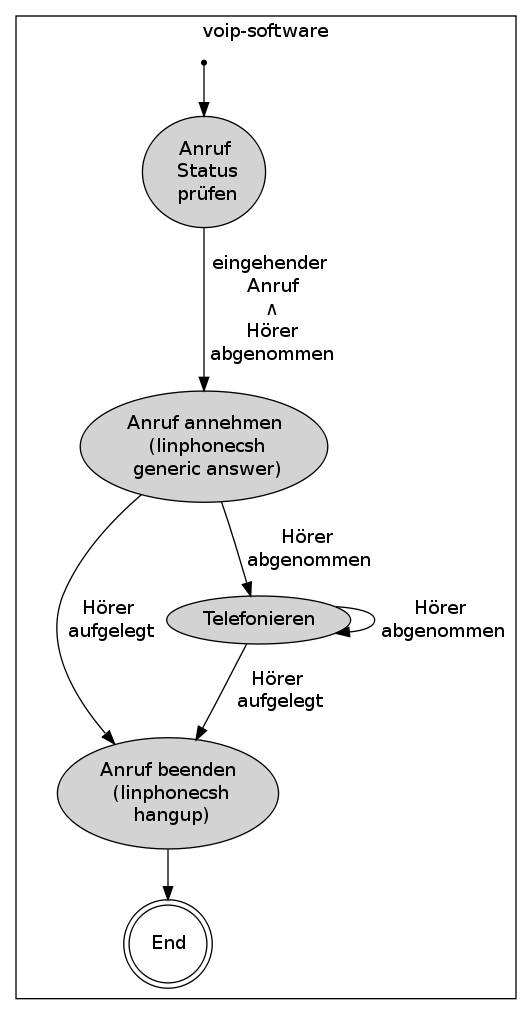 voip-software
Anruf
Status
prüfen
eingehender
Anruf
∧
Hörer
abgenommen
Anruf annehmen
(linphonecsh
generic answer)
Hörer
abgenommen
Hörer
aufgelegt
Telefonieren
Hörer
abgenommen
Hörer
aufgelegt
Anruf beenden
(linphonecsh
hangup)
End